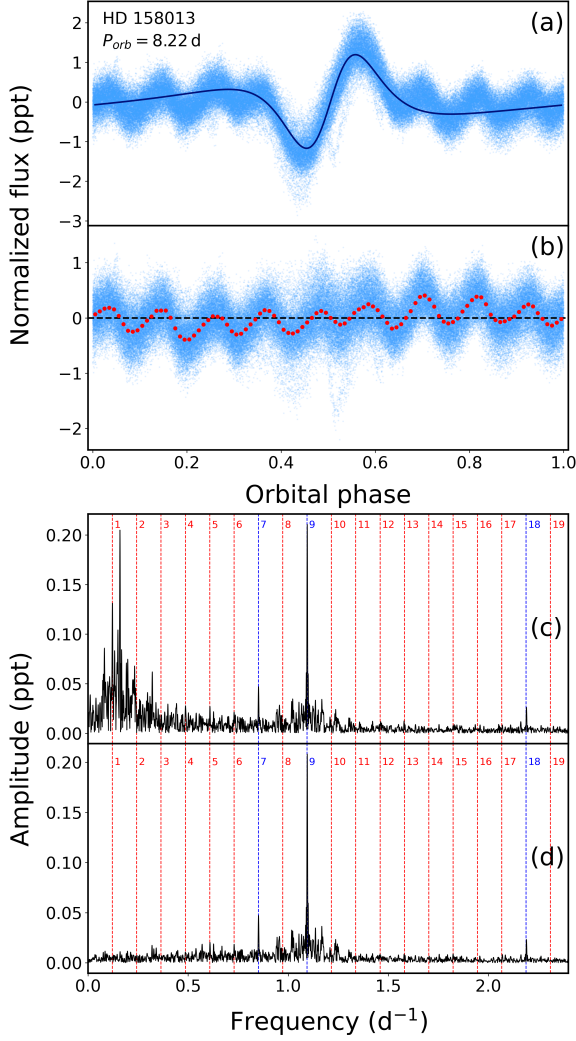 HD 158013
P_orb = 8.22 d
(a)
2
1
0
−1
−2
−3
Normalized flux (ppt)
(b)
1
0
−1
−2
0.0 0.2 0.4 0.6 0.8 1.0
Orbital phase
1 2 3 4 5 6 7 8 9 10 11 12 13 14 15 16 17 18 19
(c)
0.20
0.15
0.10
0.05
0.00
Amplitude (ppt)
1 2 3 4 5 6 7 8 9 10 11 12 13 14 15 16 17 18 19
(d)
0.20
0.15
0.10
0.05
0.00
0.0 0.5 1.0 1.5 2.0
Frequency (d⁻¹)